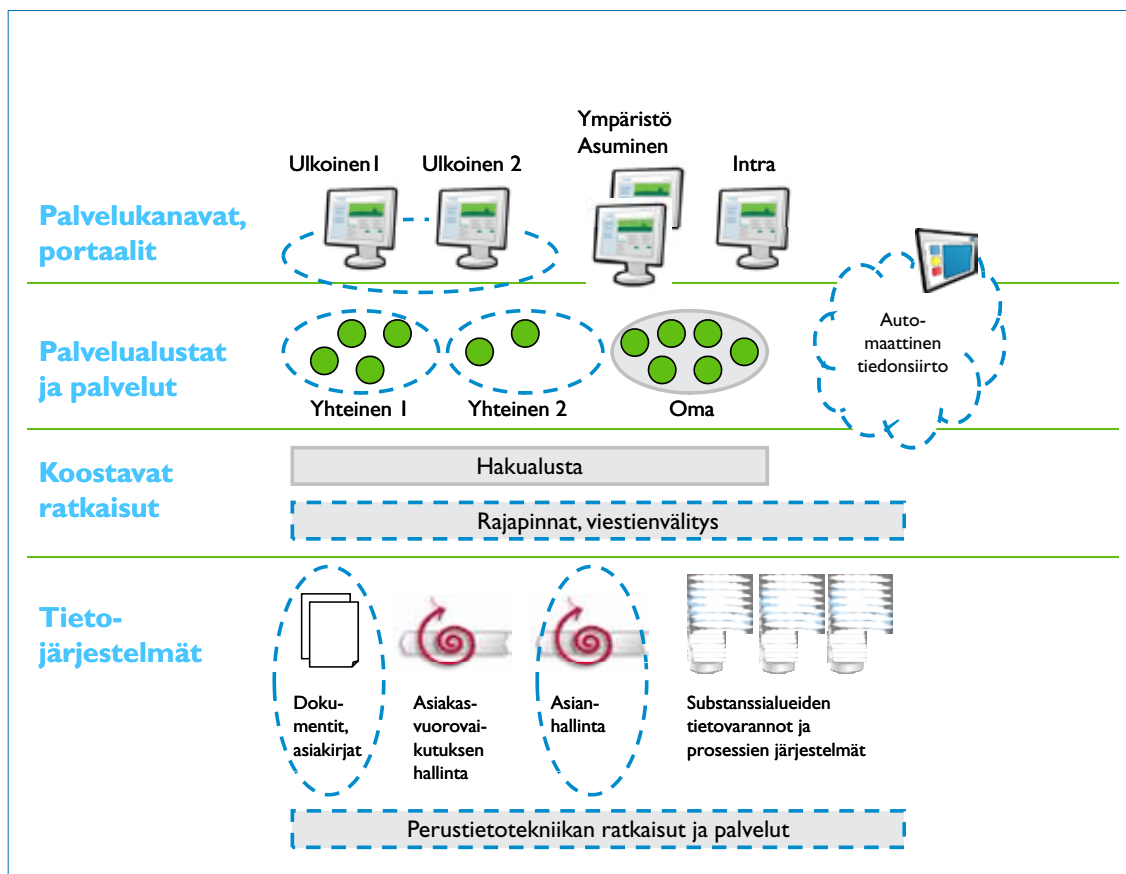 Ympäristö
Asuminen
Ulkoinen1
Ulkoinen 2
Intra
Palvelukanavat,
portaalit
Auto-
maattinen
tiedonsiirto
Palvelualustat
ja palvelut
Yhteinen 1
Yhteinen 2
Oma
Koostavat
ratkaisut
Hakualusta
Rajapinnat, viestienvälitys
Tieto-
järjestelmät
Doku-
mentit,
asiakirjat
Asiakas-
vuorovai-
kutuksen
hallinta
Asian-
hallinta
Substanssialueiden
tietovarannot ja
prosessien järjestelmät
Perustietotekniikan ratkaisut ja palvelut